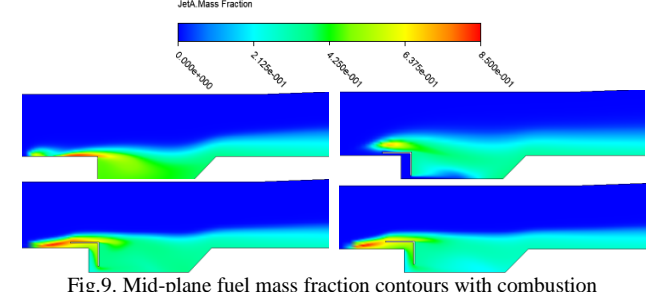 JetA.Mass Fraction
0.000e+000
2.125e-001
4.250e-001
6.375e-001
8.500e-001
Fig.9. Mid-plane fuel mass fraction contours with combustion